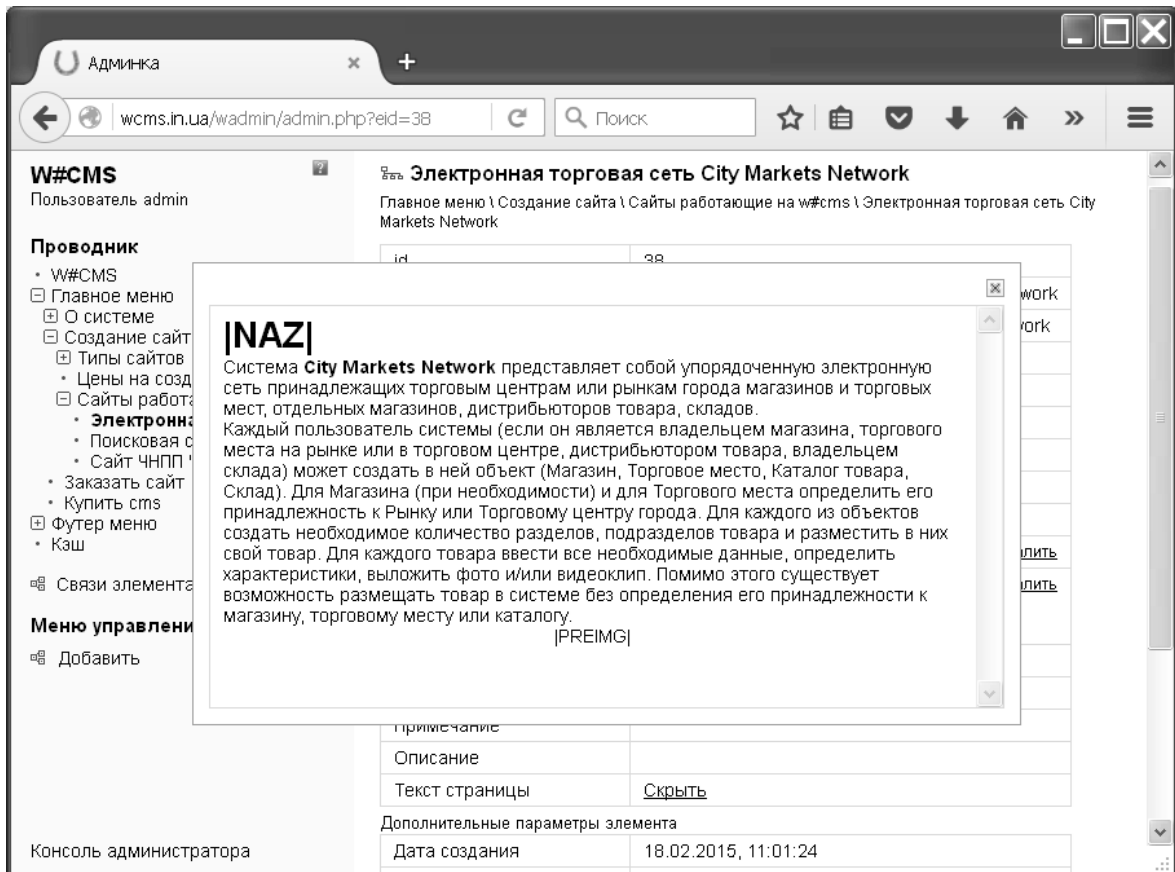 Админка
wcms.in.ua/wadmin/admin.php?eid=38
Поиск
W#CMS
Пользователь admin
Проводник
W#CMS
Главное меню
О системе
Создание сайт
Типы сайтов
Цены на созд
Сайты работа
Электронна
Поисковая с
Сайт ЧНПП
Заказать сайт
Купить cms
Футер меню
Кэш
Связи элемента
Меню управлени
Добавить
Консоль администратора
Электронная торговая сеть City Markets Network
Главное меню \ Создание сайта \ Сайты работающие на w#cms \ Электронная торговая сеть City
Markets Network
id 38
work
work
|NAZ|
Система City Markets Network представляет собой упорядоченную электронную
сеть принадлежащих торговым центрам или рынкам города магазинов и торговых
мест, отдельных магазинов, дистрибьюторов товара, складов.
Каждый пользователь системы (если он является владельцем магазина, торгового
места на рынке или в торговом центре, дистрибьютором товара, владельцем
склада) может создать в ней объект (Магазин, Торговое место, Каталог товара,
Склад). Для Магазина (при необходимости) и для Торгового места определить его
принадлежность к Рынку или Торговому центру города. Для каждого из объектов
создать необходимое количество разделов, подразделов товара и разместить в них
свой товар. Для каждого товара ввести все необходимые данные, определить
характеристики, выложить фото и/или видеоклип. Помимо этого существует
возможность размещать товар в системе без определения его принадлежности к
магазину, торговому месту или каталогу.
|PREIMG|
алить
алить
Примечание
Описание
Текст страницы Скрыть
Дополнительные параметры элемента
Дата создания 18.02.2015, 11:01:24